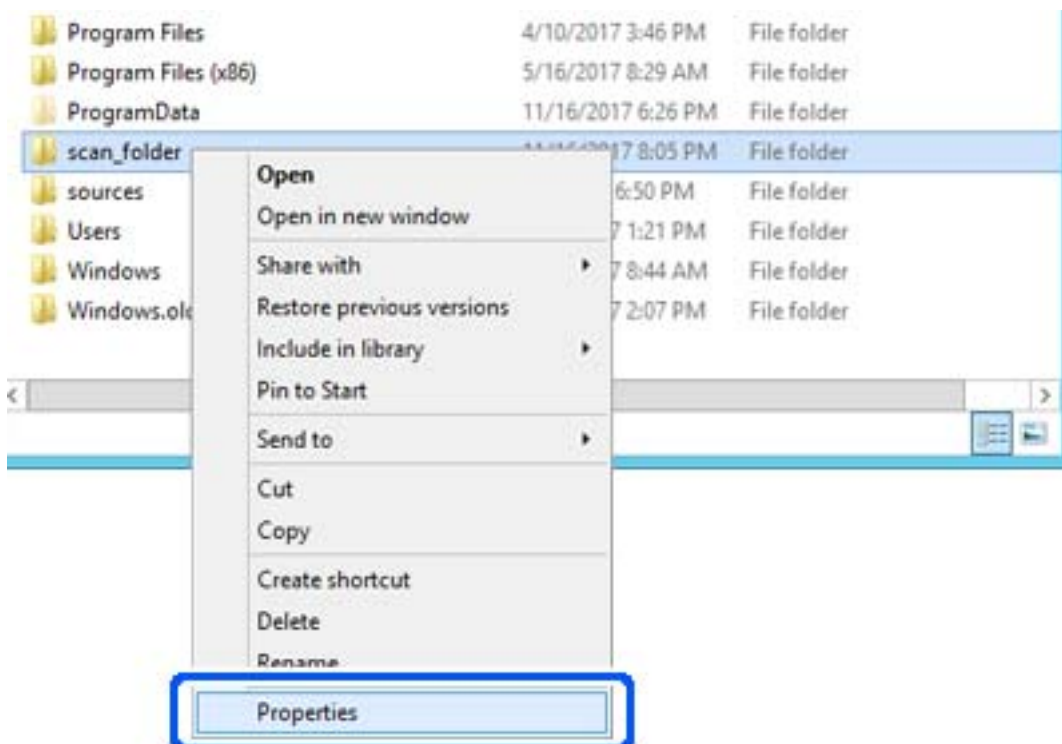 Program Files 4/10/2017 3:46 PM File folder
Program Files (x86) 5/16/2017 8:29 AM File folder
ProgramData 11/16/2017 6:26 PM File folder
scan_folder 17 8:05 PM File folder
sources 6:50 PM File folder
Users 7 1:21 PM File folder
Windows 7 8:44 AM File folder
Windows.old 7 2:07 PM File folder
Open
Open in new window
Share with
Restore previous versions
Include in library
Pin to Start
Send to
Cut
Copy
Create shortcut
Delete
Rename
Properties